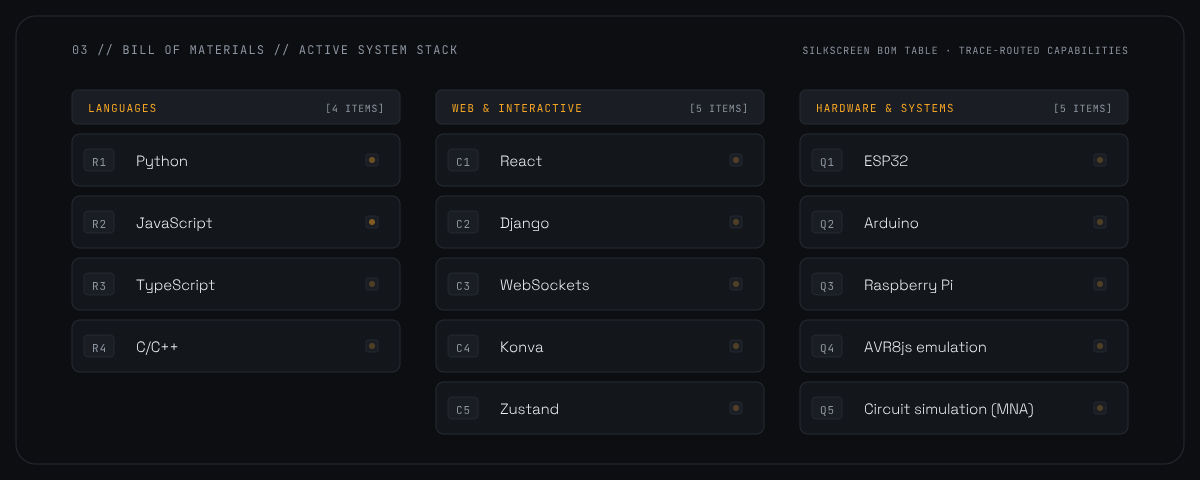 03 // BILL OF MATERIALS // ACTIVE SYSTEM STACK
SILKSCREEN BOM TABLE · TRACE-ROUTED CAPABILITIES
LANGUAGES [4 ITEMS]
R1 Python
R2 JavaScript
R3 TypeScript
R4 C/C++
WEB & INTERACTIVE [5 ITEMS]
C1 React
C2 Django
C3 WebSockets
C4 Konva
C5 Zustand
HARDWARE & SYSTEMS [5 ITEMS]
Q1 ESP32
Q2 Arduino
Q3 Raspberry Pi
Q4 AVR8js emulation
Q5 Circuit simulation (MNA)